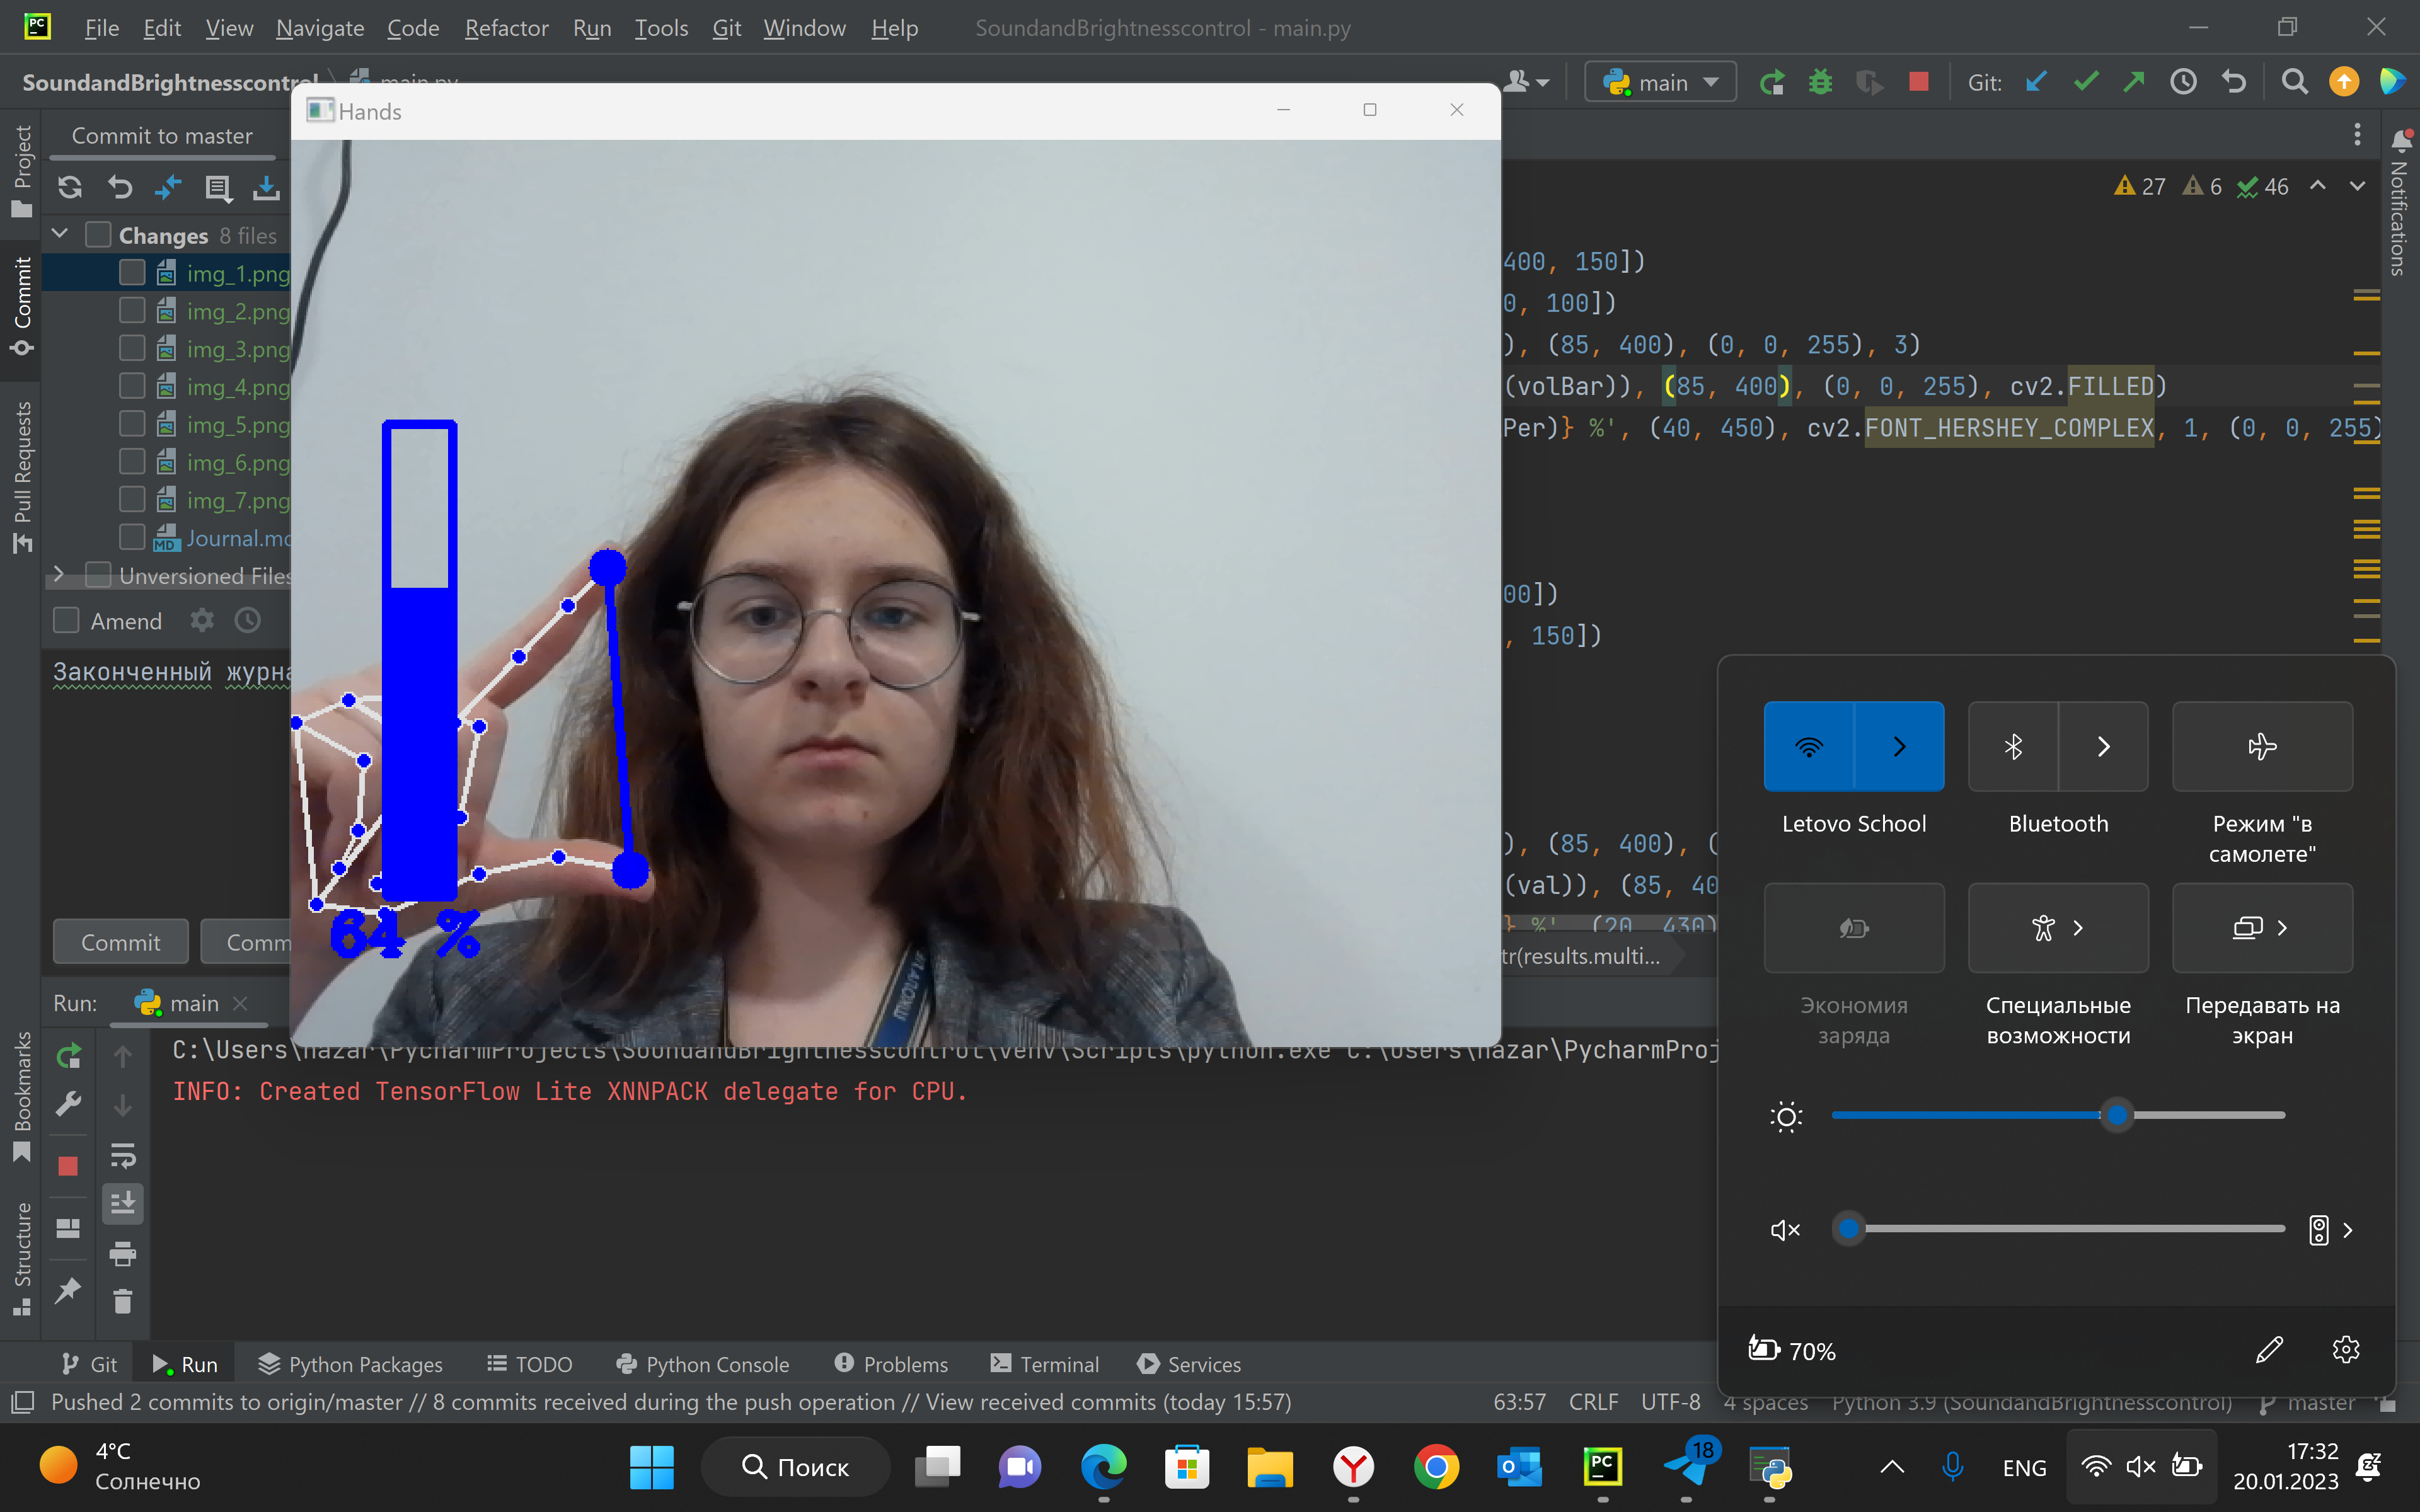 File Edit View Navigate Code Refactor Run Tools Git Window Help SoundandBrightnesscontrol - main.py
SoundandBrightnesscontrol main.py
main Git:
Hands
Project
Commit
Pull Requests
Bookmarks
Structure
Notifications
Commit to master
Changes 8 files
img_1.png
img_2.png
img_3.png
img_4.png
img_5.png
img_6.png
img_7.png
Journal.md
Unversioned Files
Amend
Законченный
Commit
64 %
27 6 46
400, 150])
0, 100])
), (85, 400), (0, 0, 255), 3)
(volBar)), (85, 400), (0, 0, 255), cv2.FILLED)
Per)} %', (40, 450), cv2.FONT_HERSHEY_COMPLEX, 1, (0, 0, 255)
00])
, 150])
), (85, 400), (
(val)), (85, 40
} %' (20 430)
tr(results.multi...
Run: main
C:\Users\nazar\PycharmProjects\SoundandBrightnesscontrol\venv\Scripts\python.exe C:\Users\nazar\PycharmProj
INFO: Created TensorFlow Lite XNNPACK delegate for CPU.
Letovo School
Bluetooth
Режим "в
самолете"
Экономия
заряда
Специальные
возможности
Передавать на
экран
70%
Git Run Python Packages TODO Python Console Problems Terminal Services
Pushed 2 commits to origin/master // 8 commits received during the push operation // View received commits (today 15:57)
63:57 CRLF UTF-8 4 spaces Python 3.9 (SoundandBrightnesscontrol) master
4°C
Солнечно
Поиск
18
ENG
17:32
20.01.2023